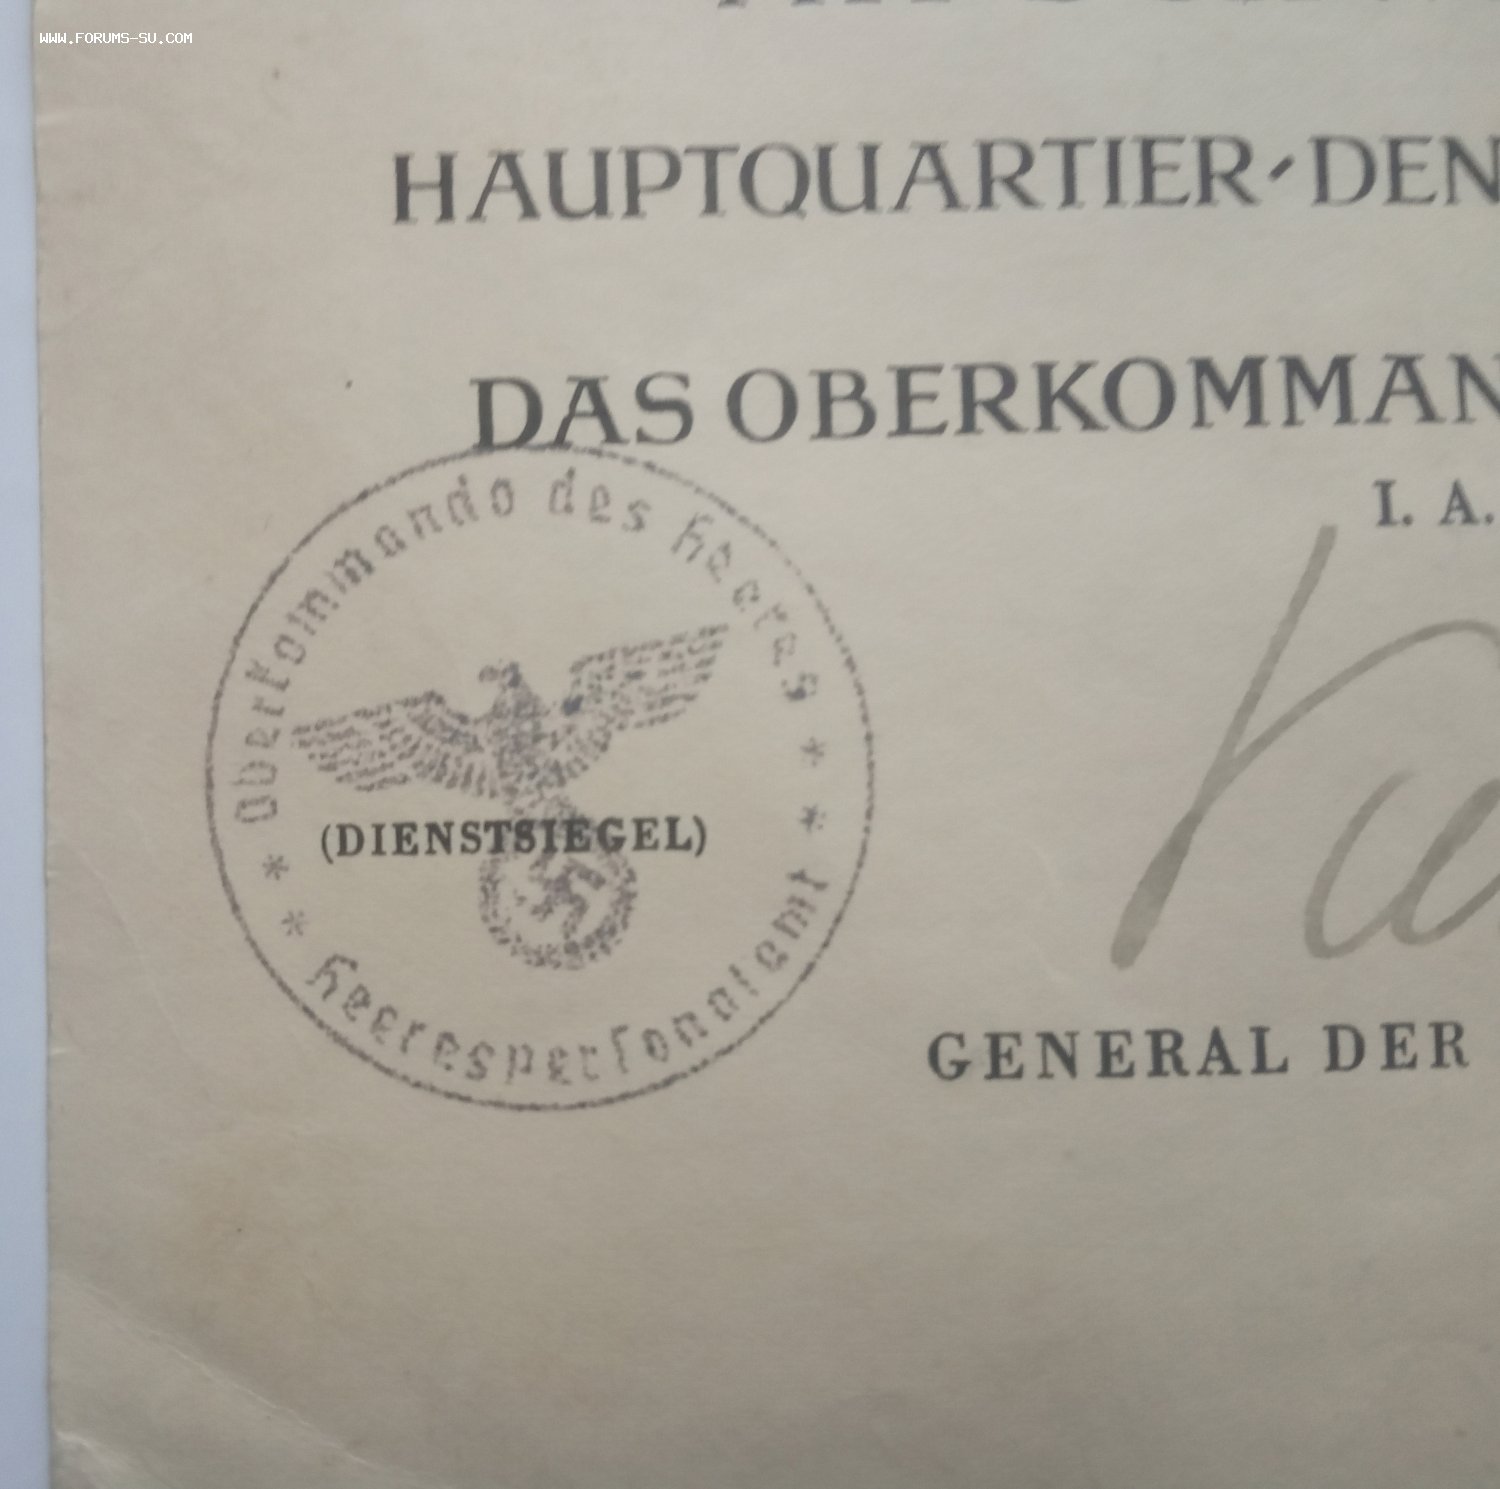 WWW.FORUMS-SU.COM
HAUPTQUARTIER·DEN
DAS OBERKOMMAN
I. A.
Oberkommando des Heeres
(DIENSTSIEGEL)
* * Heerespersonalamt * *
GENERAL DER